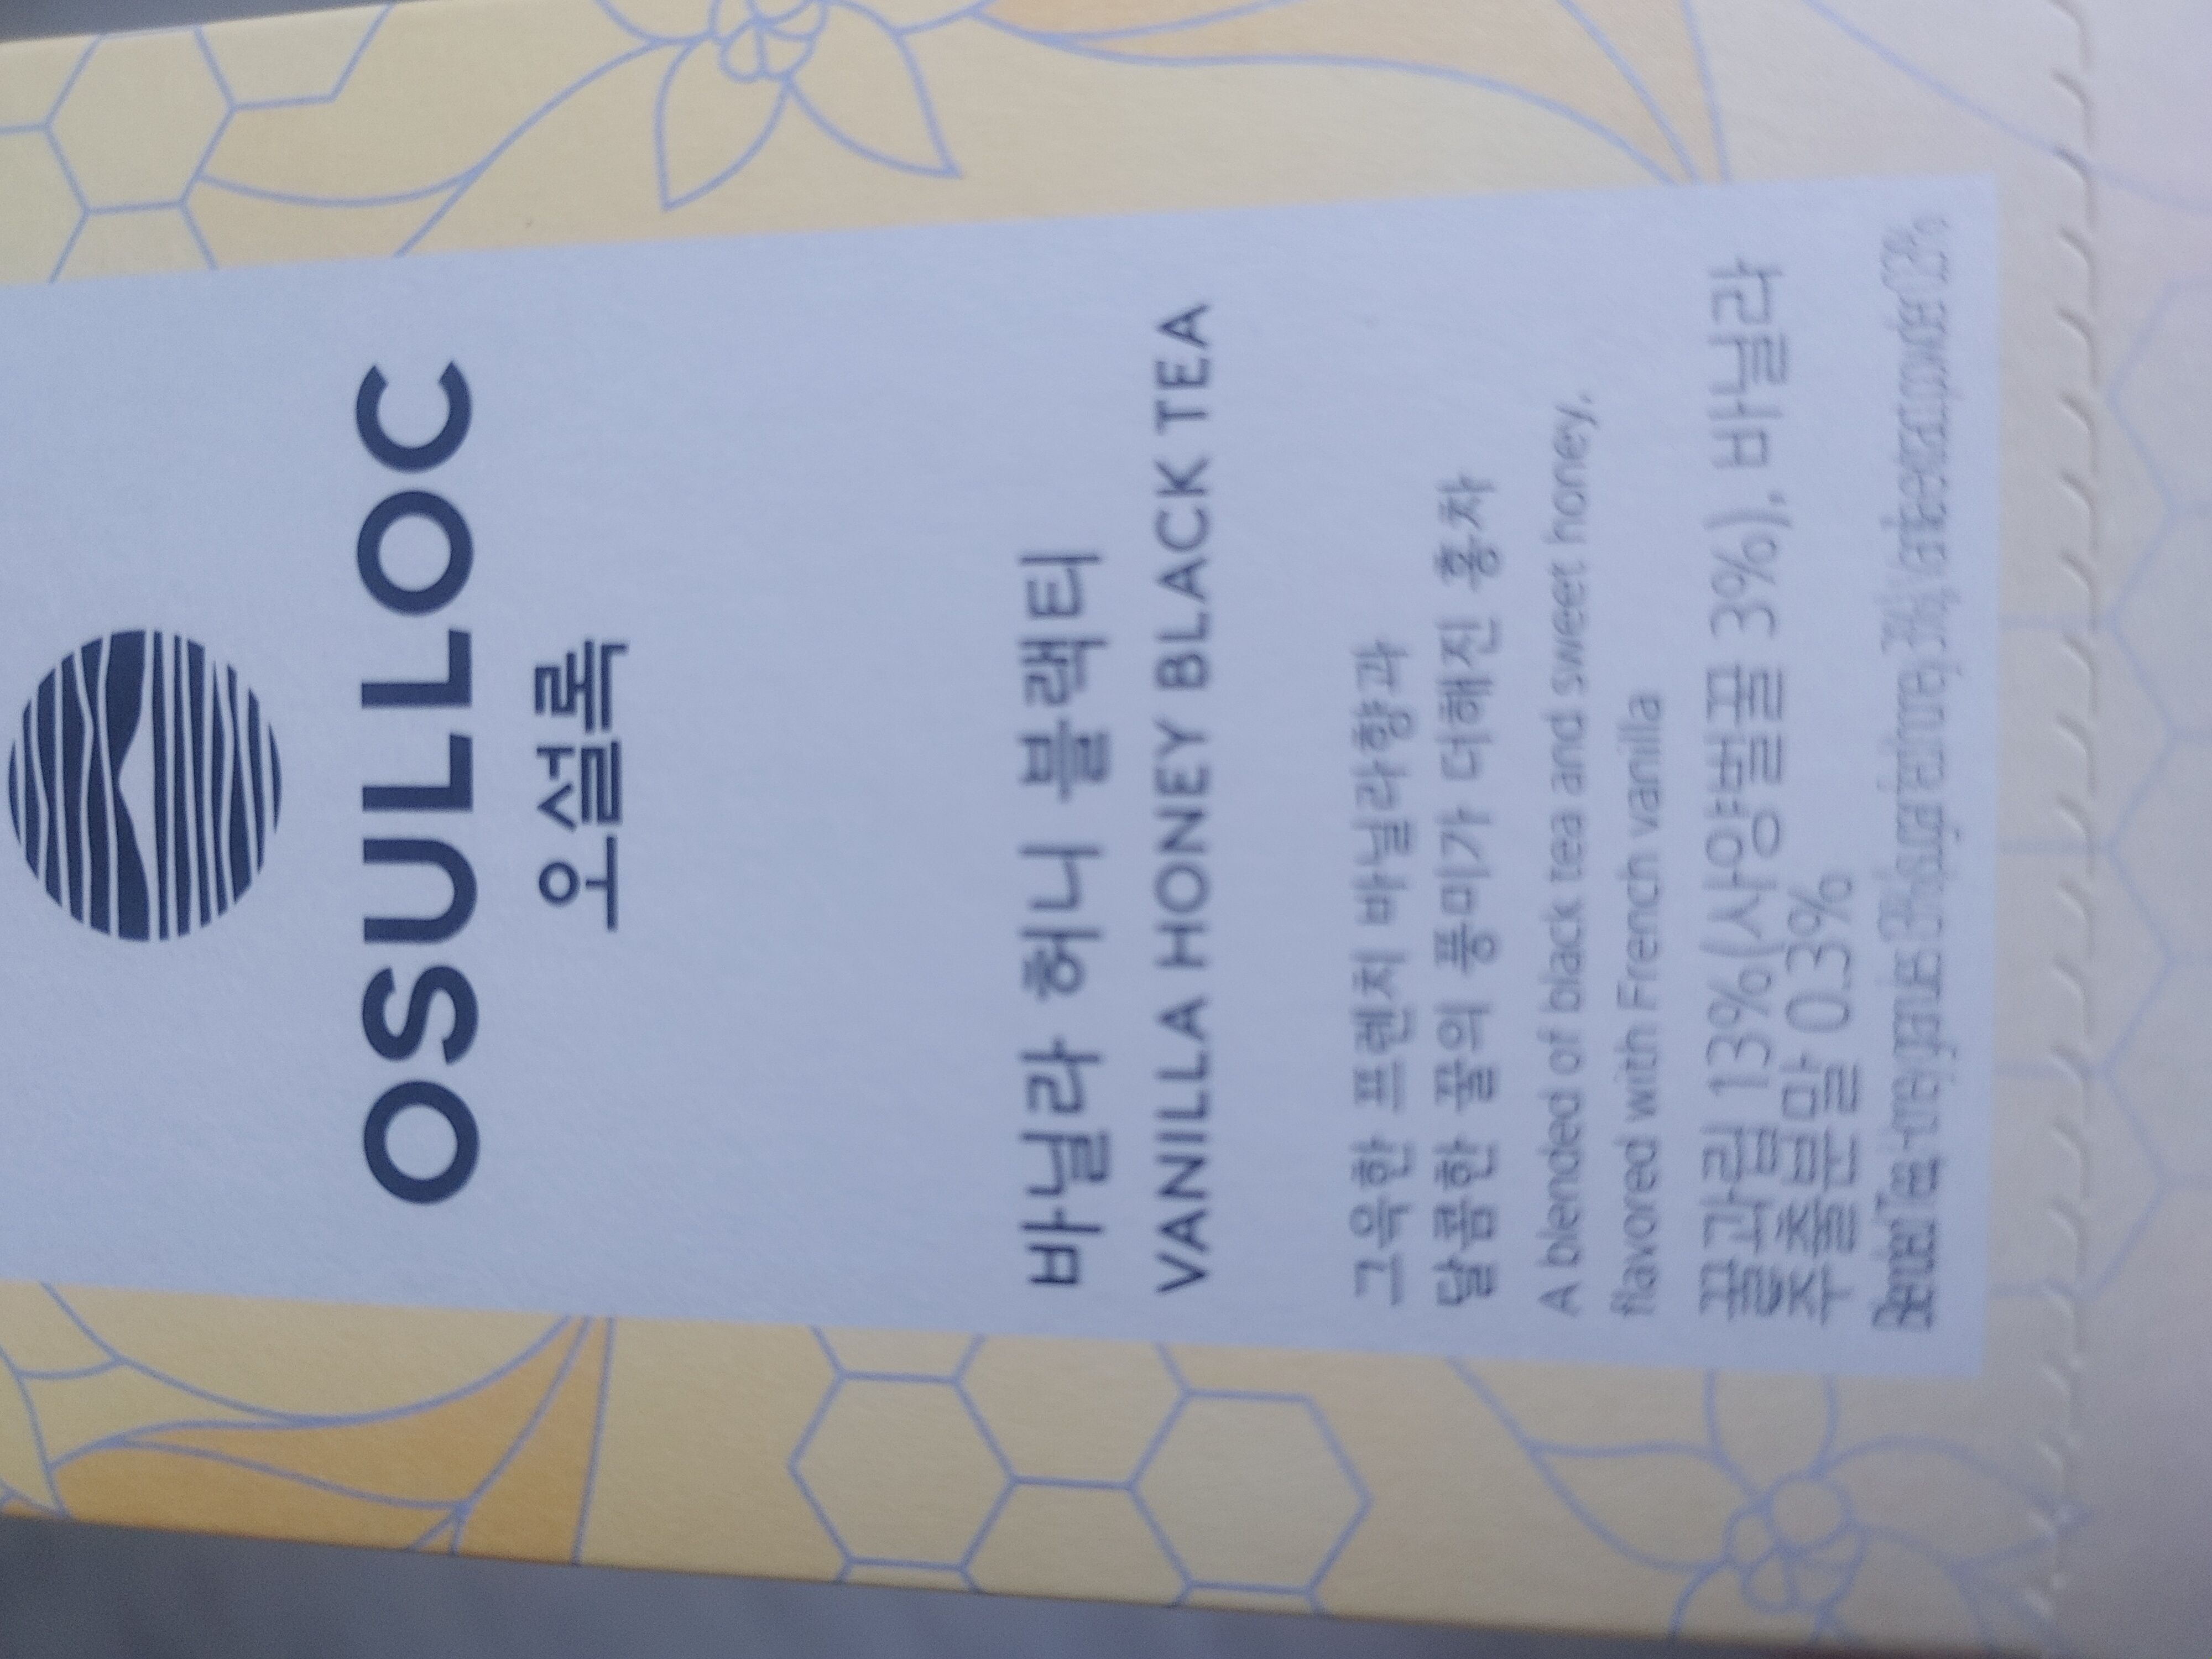 OSULLOC
오설록
바닐라 허니 블랙티
VANILLA HONEY BLACK TEA
그윽한 프렌치 바닐라향과
달콤한 꿀의 풍미가 더해진 홍차
A blended of black tea and sweet honey,
flavored with French vanilla
꿀과립 13%(사양벌꿀 3%), 바닐라
추출분말 0.3%